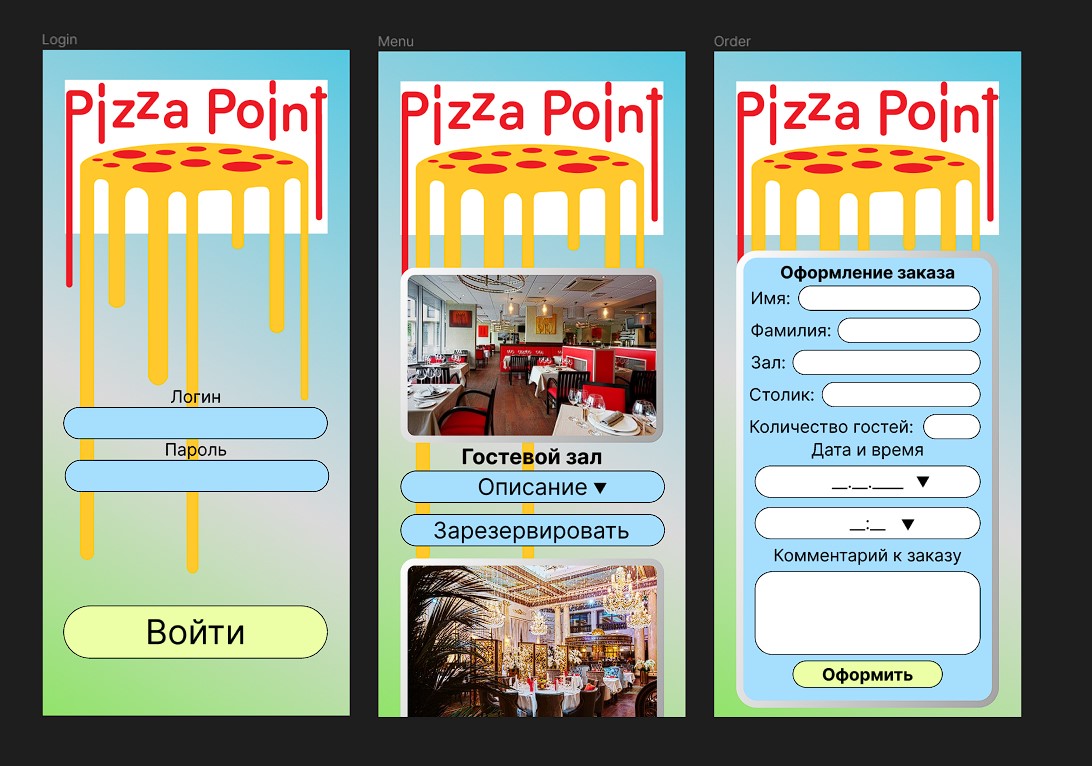 Login
Pizza Point
Логин
Пароль
Войти
Menu
Pizza Point
Гостевой зал
Описание ▼
Зарезервировать
Order
Pizza Point
Оформление заказа
Имя:
Фамилия:
Зал:
Столик:
Количество гостей:
Дата и время
__.__.____ ▼
__:__ ▼
Комментарий к заказу
Оформить